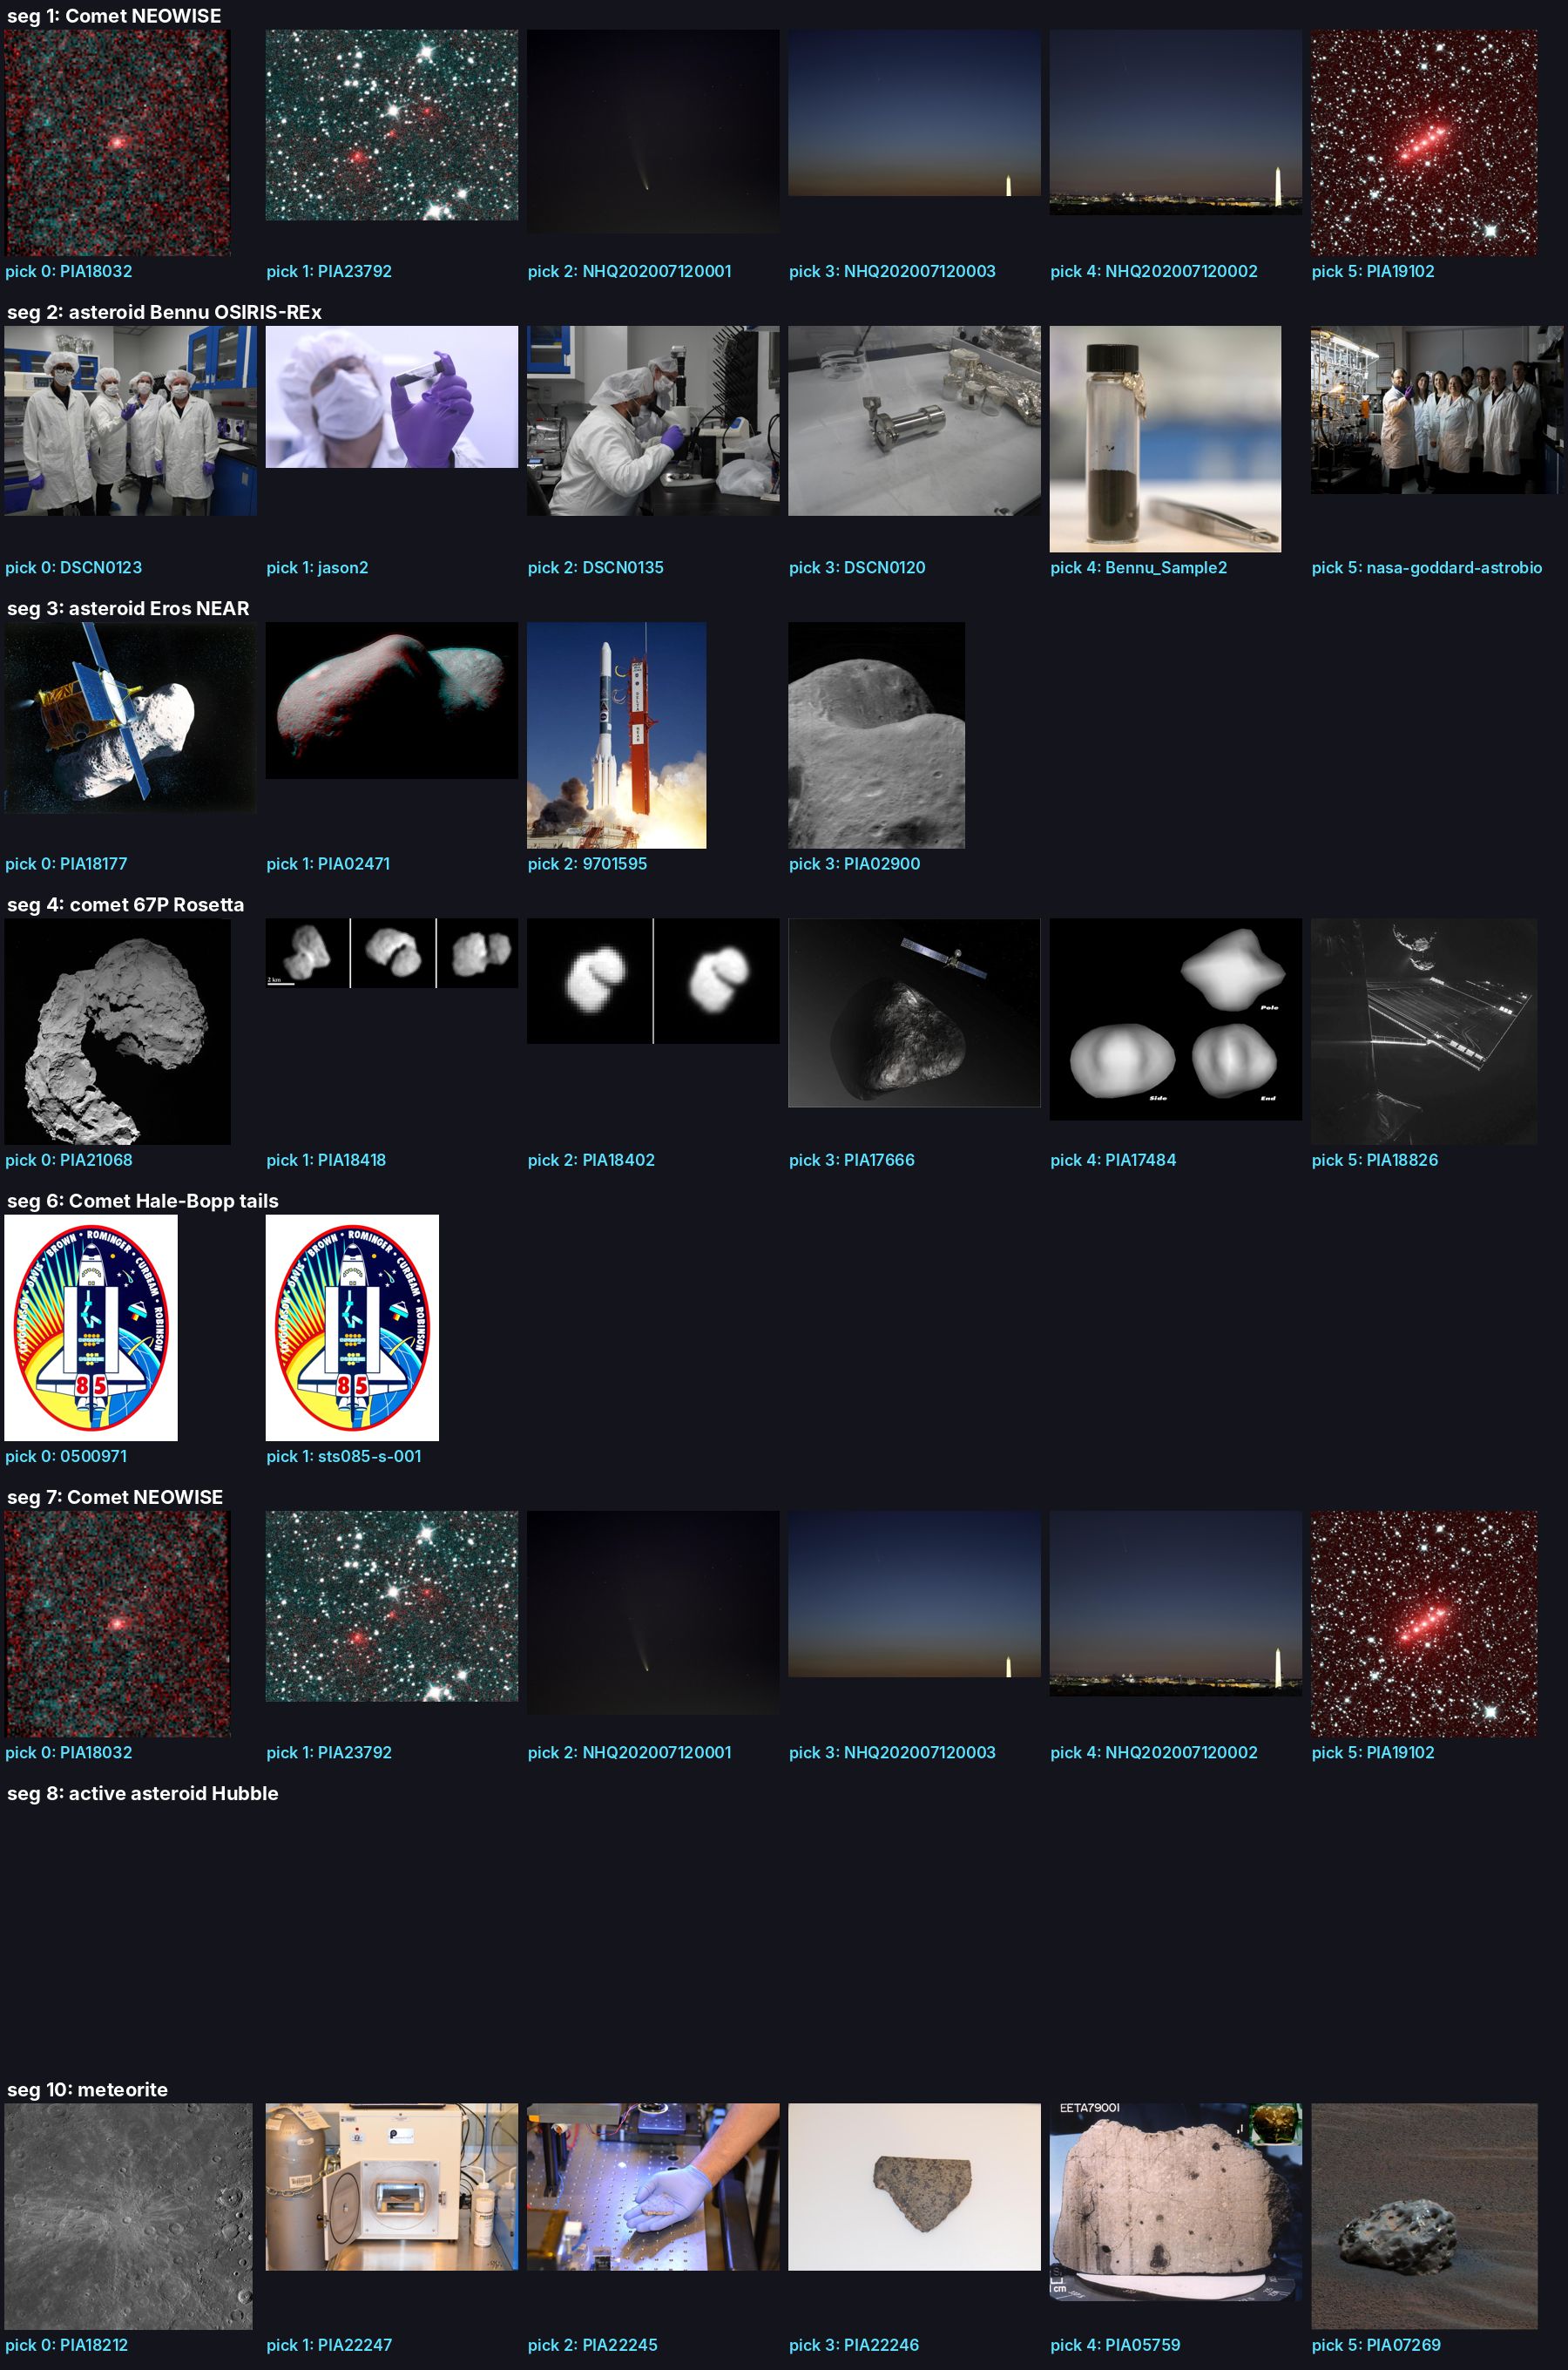 seg 1: Comet NEOWISE
pick 0: PIA18032
pick 1: PIA23792
pick 2: NHQ202007120001
pick 3: NHQ202007120003
pick 4: NHQ202007120002
pick 5: PIA19102
seg 2: asteroid Bennu OSIRIS-REx
pick 0: DSCN0123
pick 1: jason2
pick 2: DSCN0135
pick 3: DSCN0120
pick 4: Bennu_Sample2
pick 5: nasa-goddard-astrobio
seg 3: asteroid Eros NEAR
pick 0: PIA18177
pick 1: PIA02471
pick 2: 9701595
pick 3: PIA02900
seg 4: comet 67P Rosetta
2 km
Pole
Side
End
pick 0: PIA21068
pick 1: PIA18418
pick 2: PIA18402
pick 3: PIA17666
pick 4: PIA17484
pick 5: PIA18826
seg 6: Comet Hale-Bopp tails
DAVIS • BROWN • ROMINGER • CURBEAM • ROBINSON
85
DAVIS • BROWN • ROMINGER • CURBEAM • ROBINSON
85
pick 0: 0500971
pick 1: sts085-s-001
seg 7: Comet NEOWISE
pick 0: PIA18032
pick 1: PIA23792
pick 2: NHQ202007120001
pick 3: NHQ202007120003
pick 4: NHQ202007120002
pick 5: PIA19102
seg 8: active asteroid Hubble
seg 10: meteorite
EETA79001
cm
pick 0: PIA18212
pick 1: PIA22247
pick 2: PIA22245
pick 3: PIA22246
pick 4: PIA05759
pick 5: PIA07269